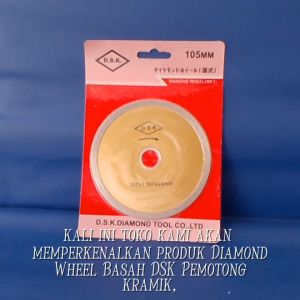 D.S.K.
105MM
ダイヤモンドホイール(湿式)
DIAMOND WHEEL
D.S.K.
D.S.K.DIAMOND TOOL CO.,LTD
KALI INI TOKO KAMI AKAN
MEMPERKENALKAN PRODUK DIAMOND
WHEEL BASAH DSK PEMOTONG
KRAMIK,